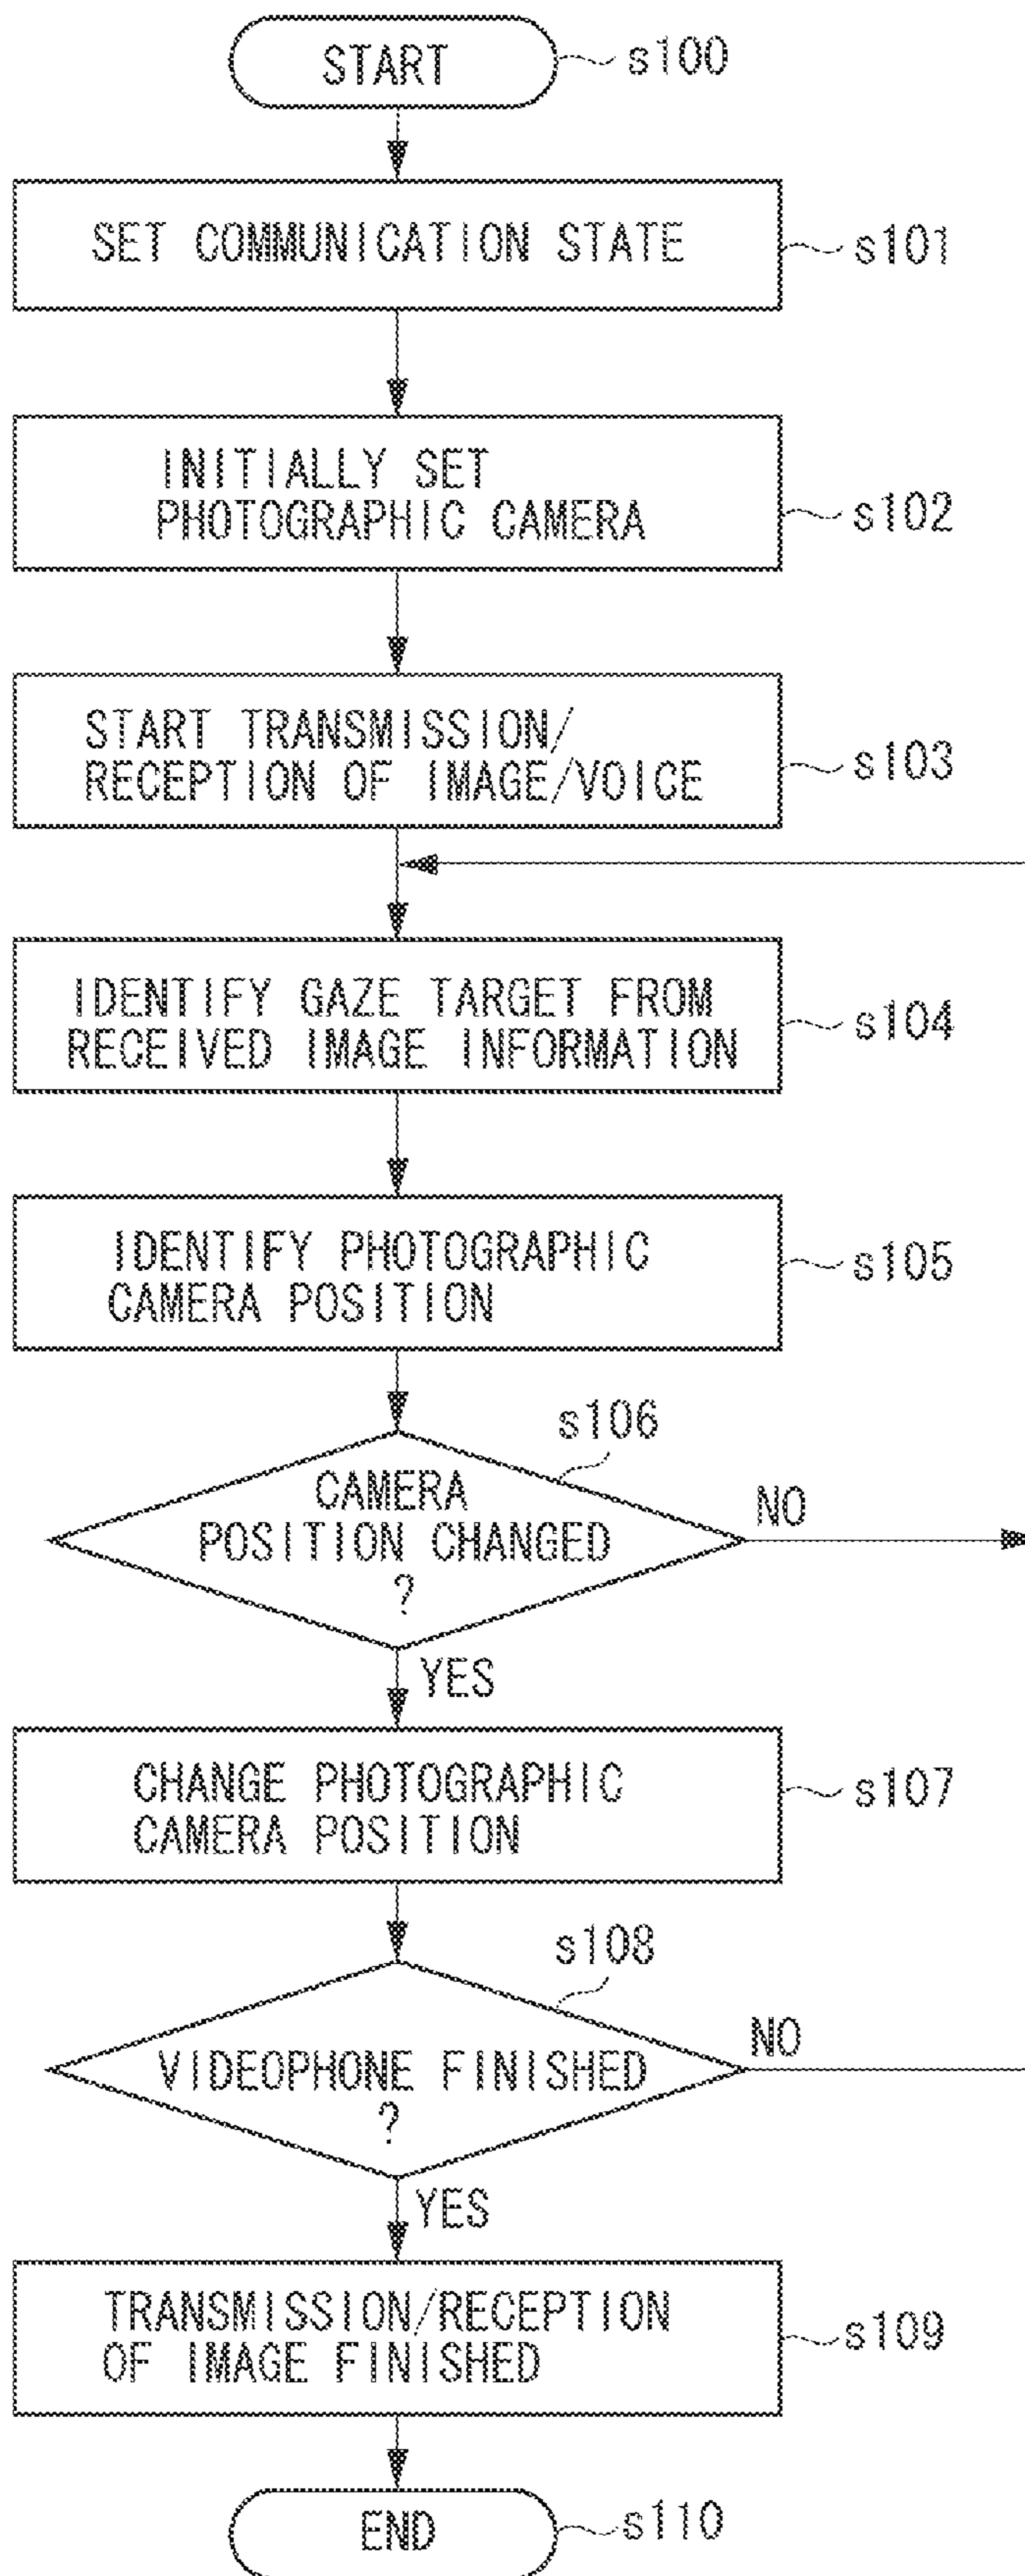 START
s100
SET COMMUNICATION STATE
s101
INITIALLY SET
PHOTOGRAPHIC CAMERA
s102
START TRANSMISSION/
RECEPTION OF IMAGE/VOICE
s103
IDENTIFY GAZE TARGET FROM
RECEIVED IMAGE INFORMATION
s104
IDENTIFY PHOTOGRAPHIC
CAMERA POSITION
s105
s106
CAMERA
POSITION CHANGED
?
NO
YES
CHANGE PHOTOGRAPHIC
CAMERA POSITION
s107
s108
VIDEOPHONE FINISHED
?
NO
YES
TRANSMISSION/RECEPTION
OF IMAGE FINISHED
s109
END
s110